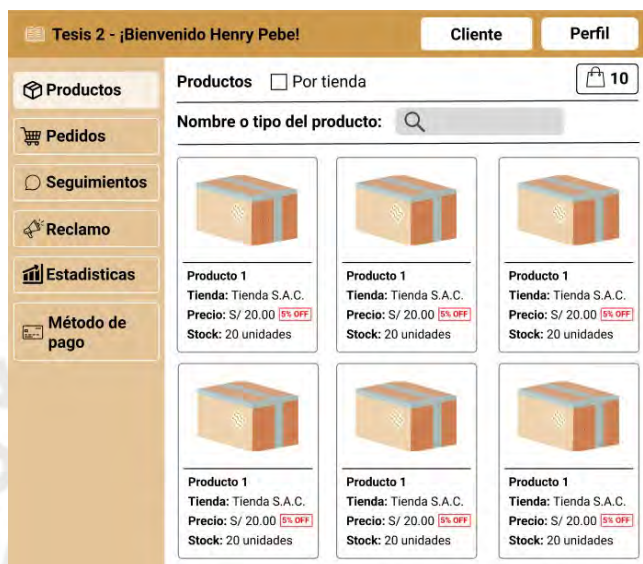 Tesis 2 - ¡Bienvenido Henry Pebe!
Cliente
Perfil
Productos
Pedidos
Seguimientos
Reclamo
Estadisticas
Método de
pago
Productos
Por tienda
10
Nombre o tipo del producto:
Producto 1
Tienda: Tienda S.A.C.
Precio: S/ 20.00 5% OFF
Stock: 20 unidades
Producto 1
Tienda: Tienda S.A.C.
Precio: S/ 20.00 5% OFF
Stock: 20 unidades
Producto 1
Tienda: Tienda S.A.C.
Precio: S/ 20.00 5% OFF
Stock: 20 unidades
Producto 1
Tienda: Tienda S.A.C.
Precio: S/ 20.00 5% OFF
Stock: 20 unidades
Producto 1
Tienda: Tienda S.A.C.
Precio: S/ 20.00 5% OFF
Stock: 20 unidades
Producto 1
Tienda: Tienda S.A.C.
Precio: S/ 20.00 5% OFF
Stock: 20 unidades